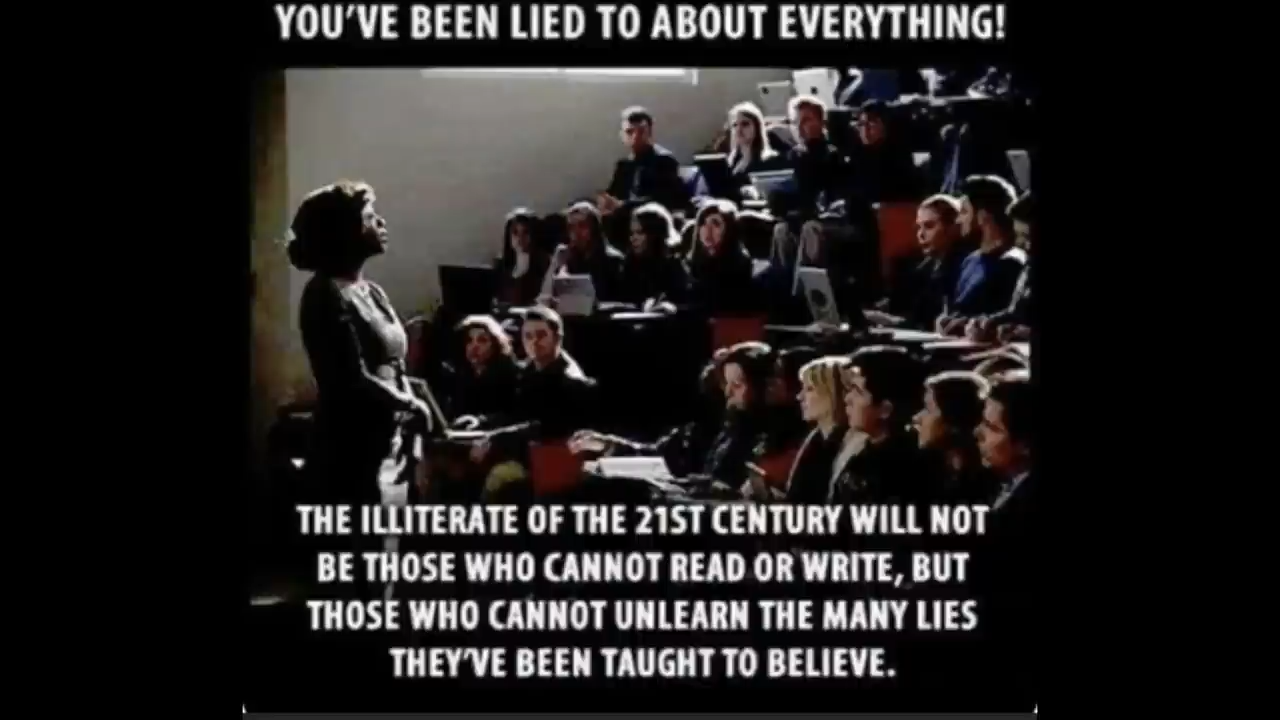 YOU'VE BEEN LIED TO ABOUT EVERYTHING!
THE ILLITERATE OF THE 21ST CENTURY WILL NOT
BE THOSE WHO CANNOT READ OR WRITE, BUT
THOSE WHO CANNOT UNLEARN THE MANY LIES
THEY'VE BEEN TAUGHT TO BELIEVE.